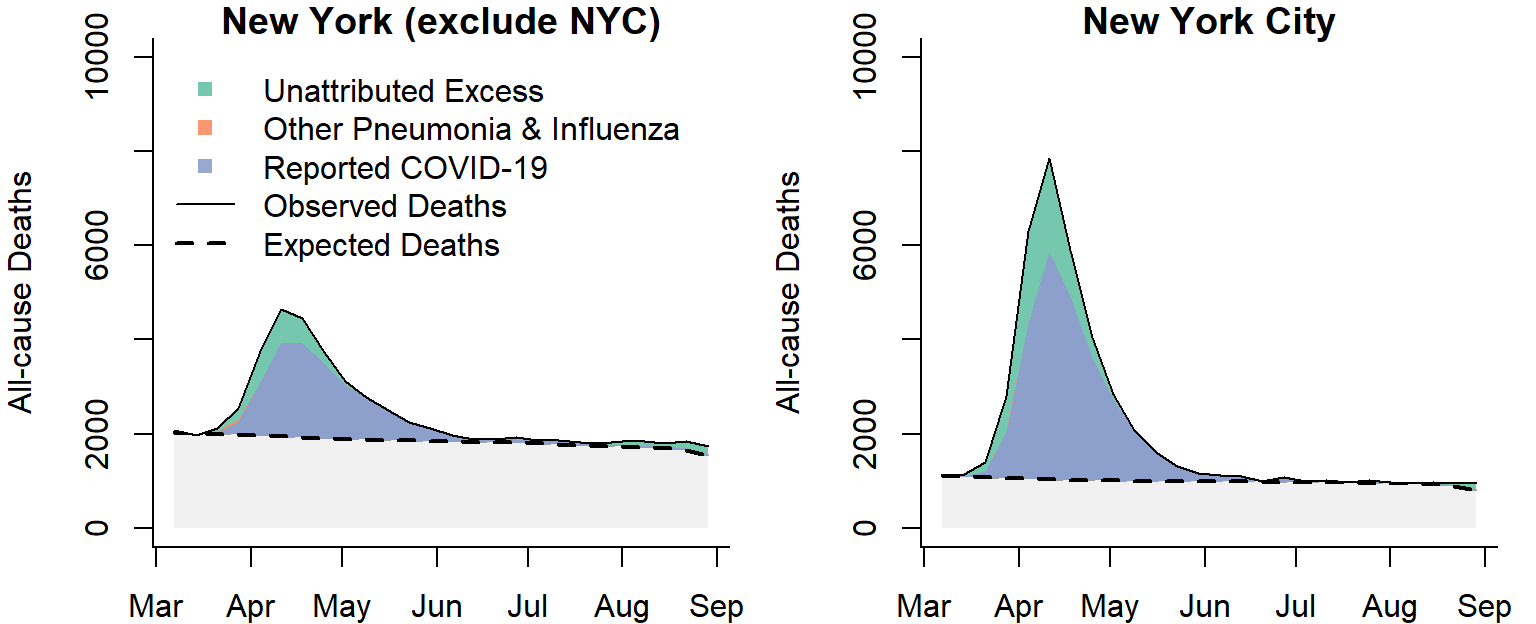 New York (exclude NYC)
All-cause Deaths
10000
6000
2000
0
Unattributed Excess
Other Pneumonia & Influenza
Reported COVID-19
Observed Deaths
Expected Deaths
Mar Apr May Jun Jul Aug Sep
New York City
All-cause Deaths
10000
6000
2000
0
Mar Apr May Jun Jul Aug Sep